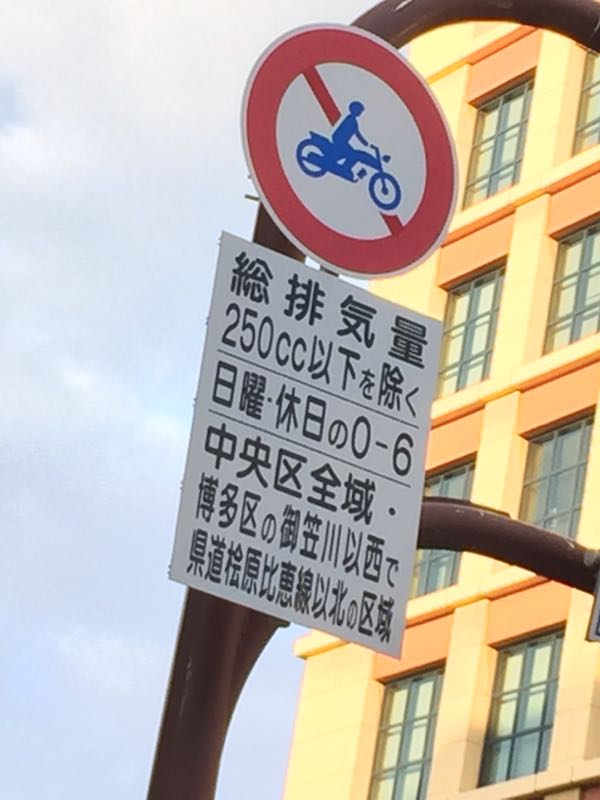 総排気量
250cc以下を除く
日曜・休日の0-6
中央区全域・
博多区の御笠川以西で
県道桧原比恵線以北の区域